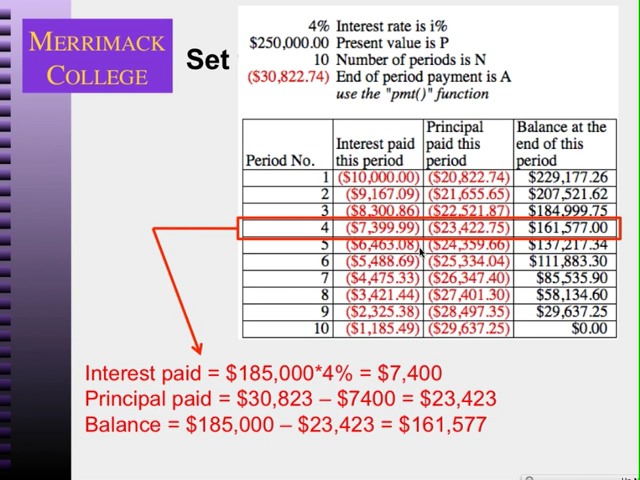 MERRIMACK
COLLEGE
Set
4% Interest rate is i%
$250,000.00 Present value is P
10 Number of periods is N
($30,822.74) End of period payment is A
use the "pmt()" function
Period No. Interest paid this period Principal paid this period Balance at the end of this period
1 ($10,000.00) ($20,822.74) $229,177.26
2 ($9,167.09) ($21,655.65) $207,521.62
3 ($8,300.86) ($22,521.87) $184,999.75
4 ($7,399.99) ($23,422.75) $161,577.00
5 ($6,463.08) ($24,359.66) $137,217.34
6 ($5,488.69) ($25,334.04) $111,883.30
7 ($4,475.33) ($26,347.40) $85,535.90
8 ($3,421.44) ($27,401.30) $58,134.60
9 ($2,325.38) ($28,497.35) $29,637.25
10 ($1,185.49) ($29,637.25) $0.00
Interest paid = $185,000*4% = $7,400
Principal paid = $30,823 – $7400 = $23,423
Balance = $185,000 – $23,423 = $161,577